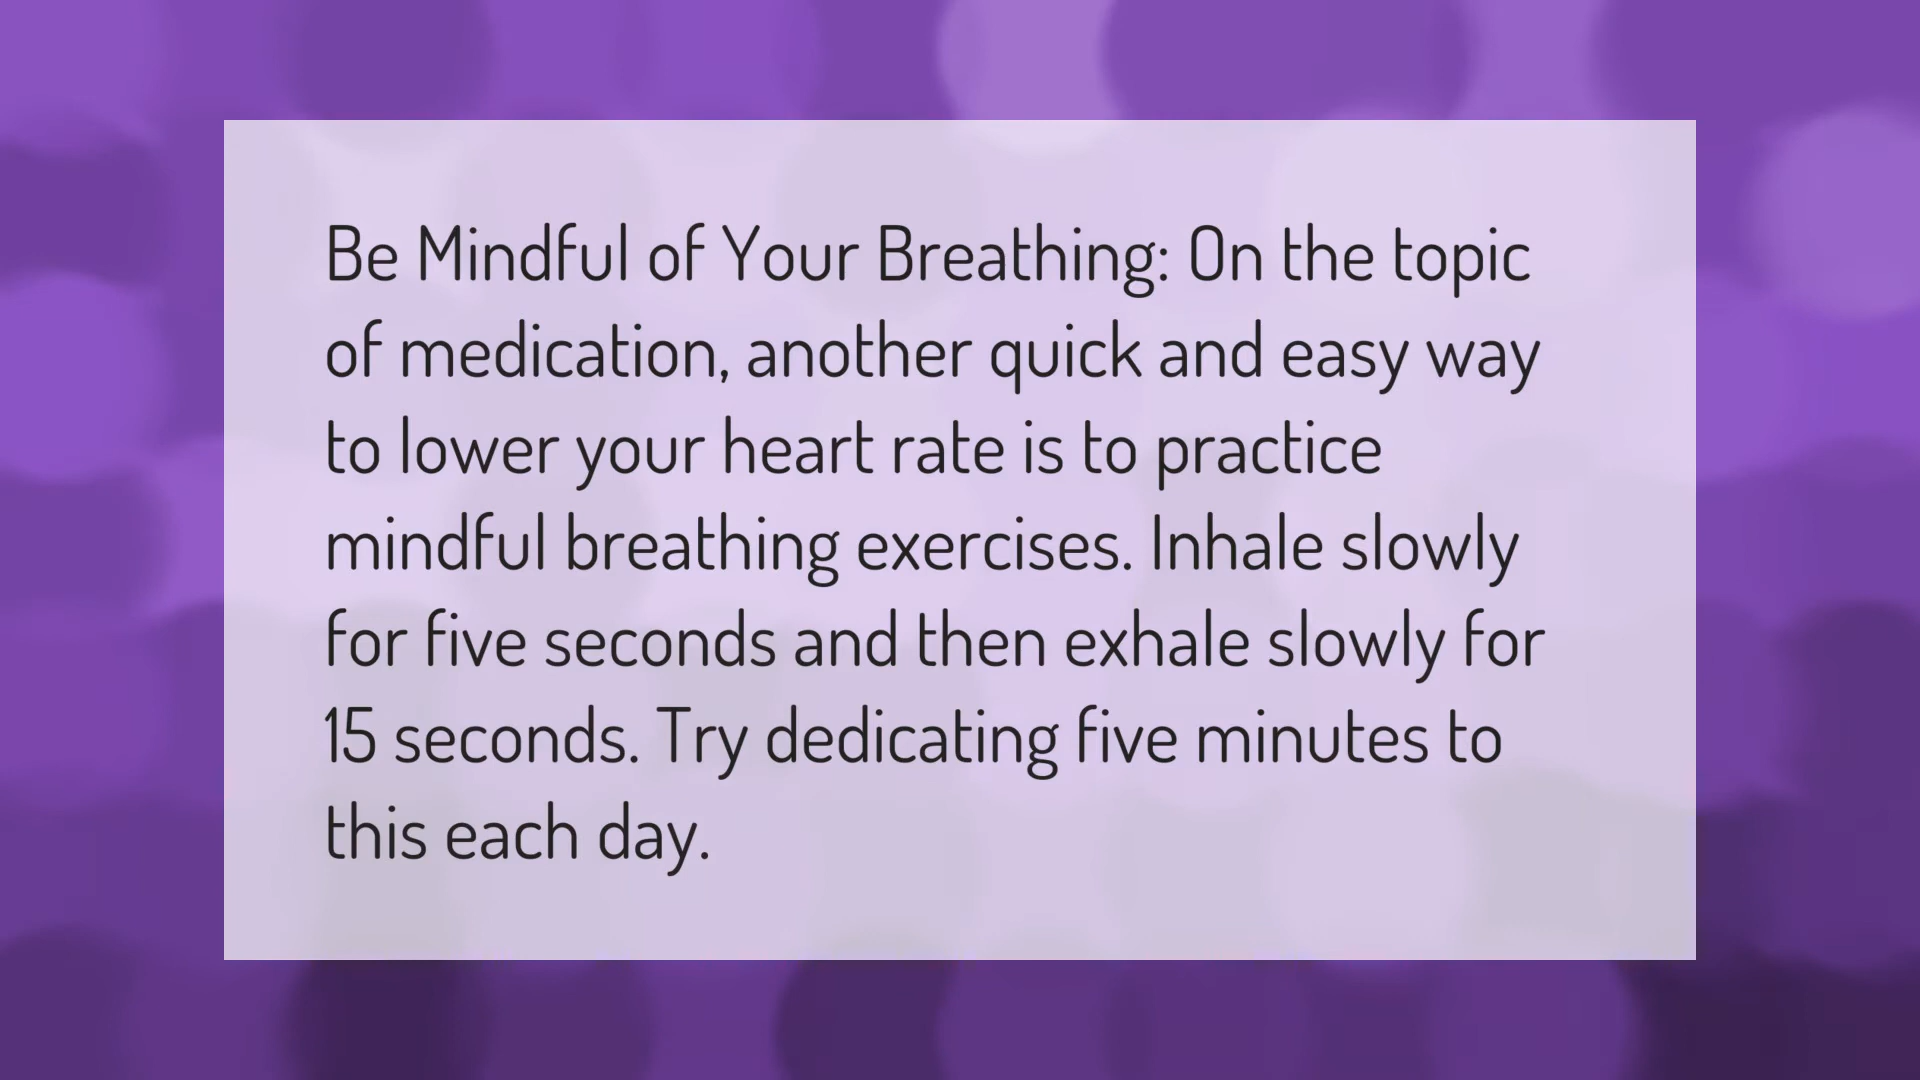 Be Mindful of Your Breathing: On the topic
of medication, another quick and easy way
to lower your heart rate is to practice
mindful breathing exercises. Inhale slowly
for five seconds and then exhale slowly for
15 seconds. Try dedicating five minutes to
this each day.